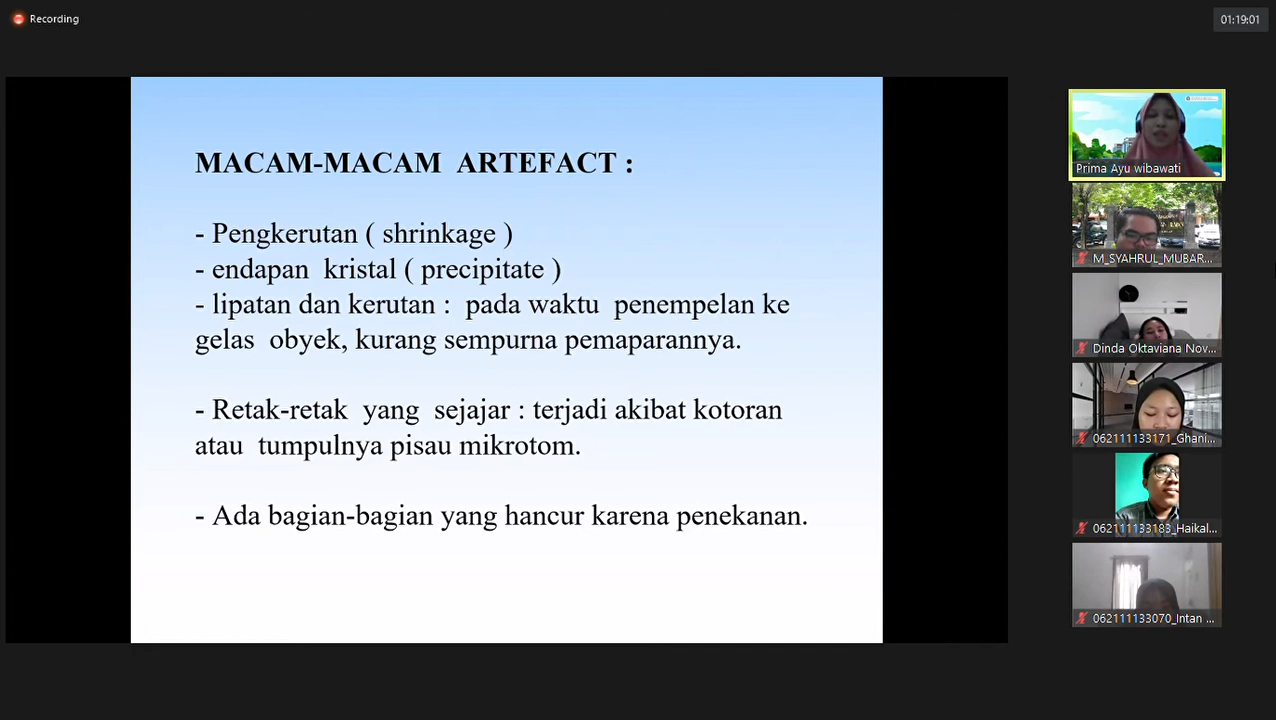 Recording
01:19:01
MACAM-MACAM ARTEFACT :
- Pengkerutan ( shrinkage )
- endapan kristal ( precipitate )
- lipatan dan kerutan : pada waktu penempelan ke
gelas obyek, kurang sempurna pemaparannya.
- Retak-retak yang sejajar : terjadi akibat kotoran
atau tumpulnya pisau mikrotom.
- Ada bagian-bagian yang hancur karena penekanan.
Prima Ayu wibawati
M_SYAHRUL_MUBAR...
Dinda Oktaviana Nov...
062111133171_Ghani...
062111133183_Haikal...
062111133070_Intan ...